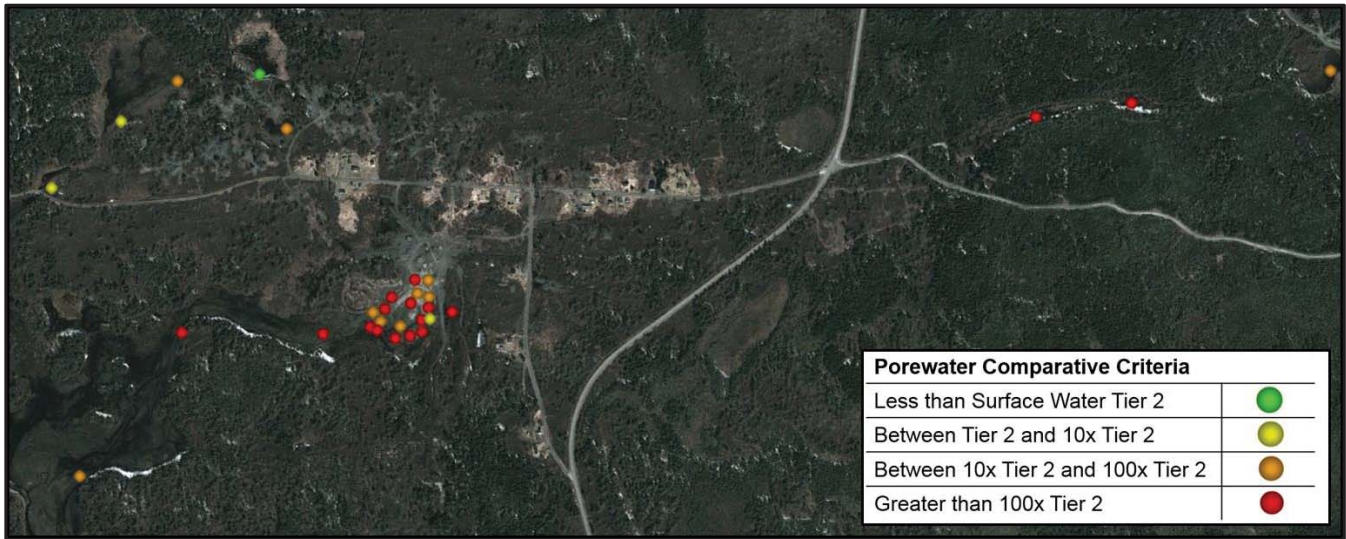 Porewater Comparative Criteria
Less than Surface Water Tier 2
Between Tier 2 and 10x Tier 2
Between 10x Tier 2 and 100x Tier 2
Greater than 100x Tier 2